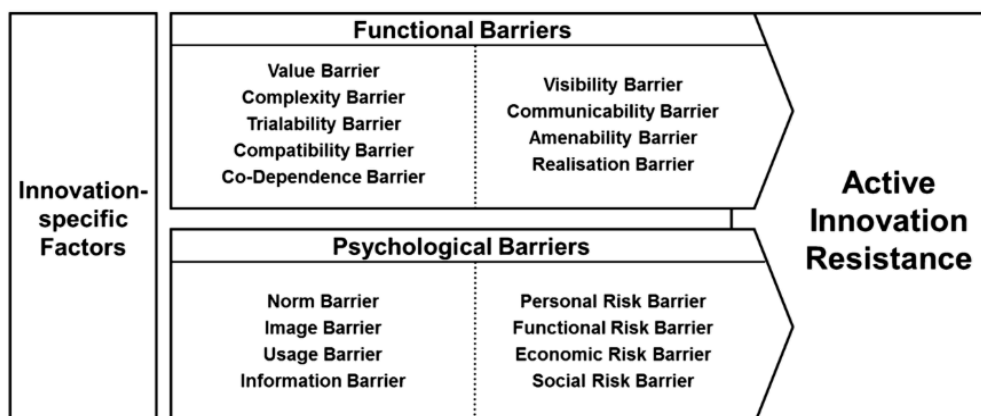 Innovation-
specific
Factors
Functional Barriers
Value Barrier
Complexity Barrier
Trialability Barrier
Compatibility Barrier
Co-Dependence Barrier
Visibility Barrier
Communicability Barrier
Amenability Barrier
Realisation Barrier
Psychological Barriers
Norm Barrier
Image Barrier
Usage Barrier
Information Barrier
Personal Risk Barrier
Functional Risk Barrier
Economic Risk Barrier
Social Risk Barrier
Active
Innovation
Resistance